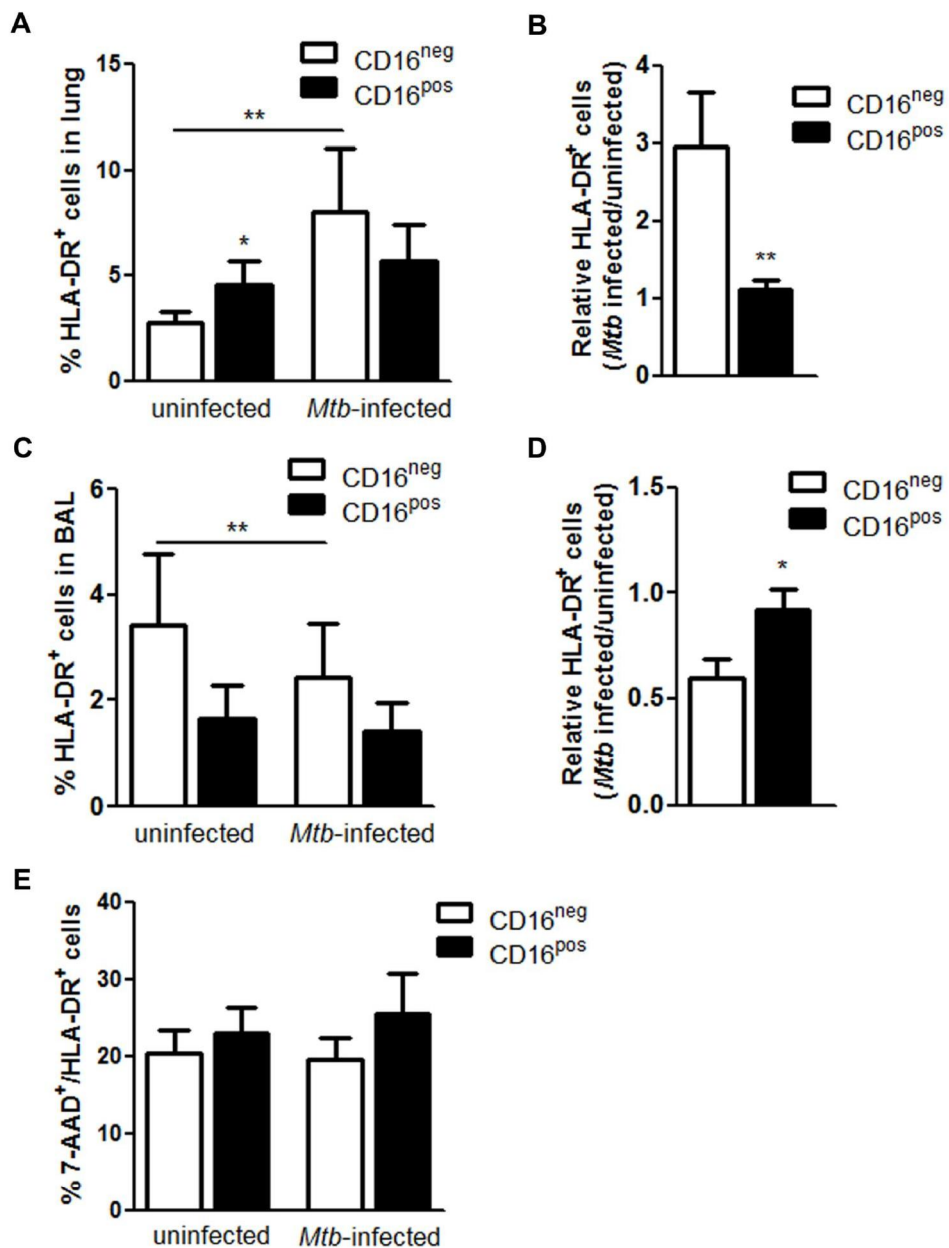 A
CD16neg
CD16pos
% HLA-DR+ cells in lung
15
10
5
0
**
*
uninfected
Mtb-infected
B
CD16neg
CD16pos
Relative HLA-DR+ cells
(Mtb infected/uninfected)
4
3
2
1
0
**
C
CD16neg
CD16pos
% HLA-DR+ cells in BAL
6
4
2
0
**
uninfected
Mtb-infected
D
CD16neg
CD16pos
Relative HLA-DR+ cells
(Mtb infected/uninfected)
1.5
1.0
0.5
0.0
*
E
CD16neg
CD16pos
% 7-AAD+/HLA-DR+ cells
40
30
20
10
0
uninfected
Mtb-infected